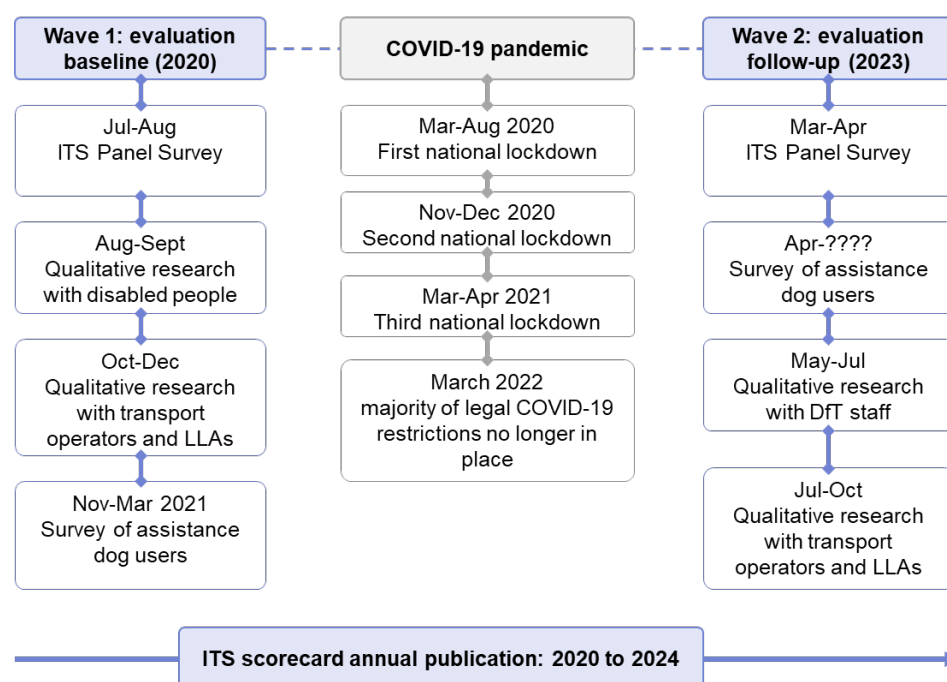 Wave 1: evaluation
baseline (2020)
Jul-Aug
ITS Panel Survey
Aug-Sept
Qualitative research
with disabled people
Oct-Dec
Qualitative research
with transport
operators and LLAs
Nov-Mar 2021
Survey of assistance
dog users
COVID-19 pandemic
Mar-Aug 2020
First national lockdown
Nov-Dec 2020
Second national lockdown
Mar-Apr 2021
Third national lockdown
March 2022
majority of legal COVID-19
restrictions no longer in
place
Wave 2: evaluation
follow-up (2023)
Mar-Apr
ITS Panel Survey
Apr-????
Survey of assistance
dog users
May-Jul
Qualitative research
with DfT staff
Jul-Oct
Qualitative research
with transport
operators and LLAs
ITS scorecard annual publication: 2020 to 2024